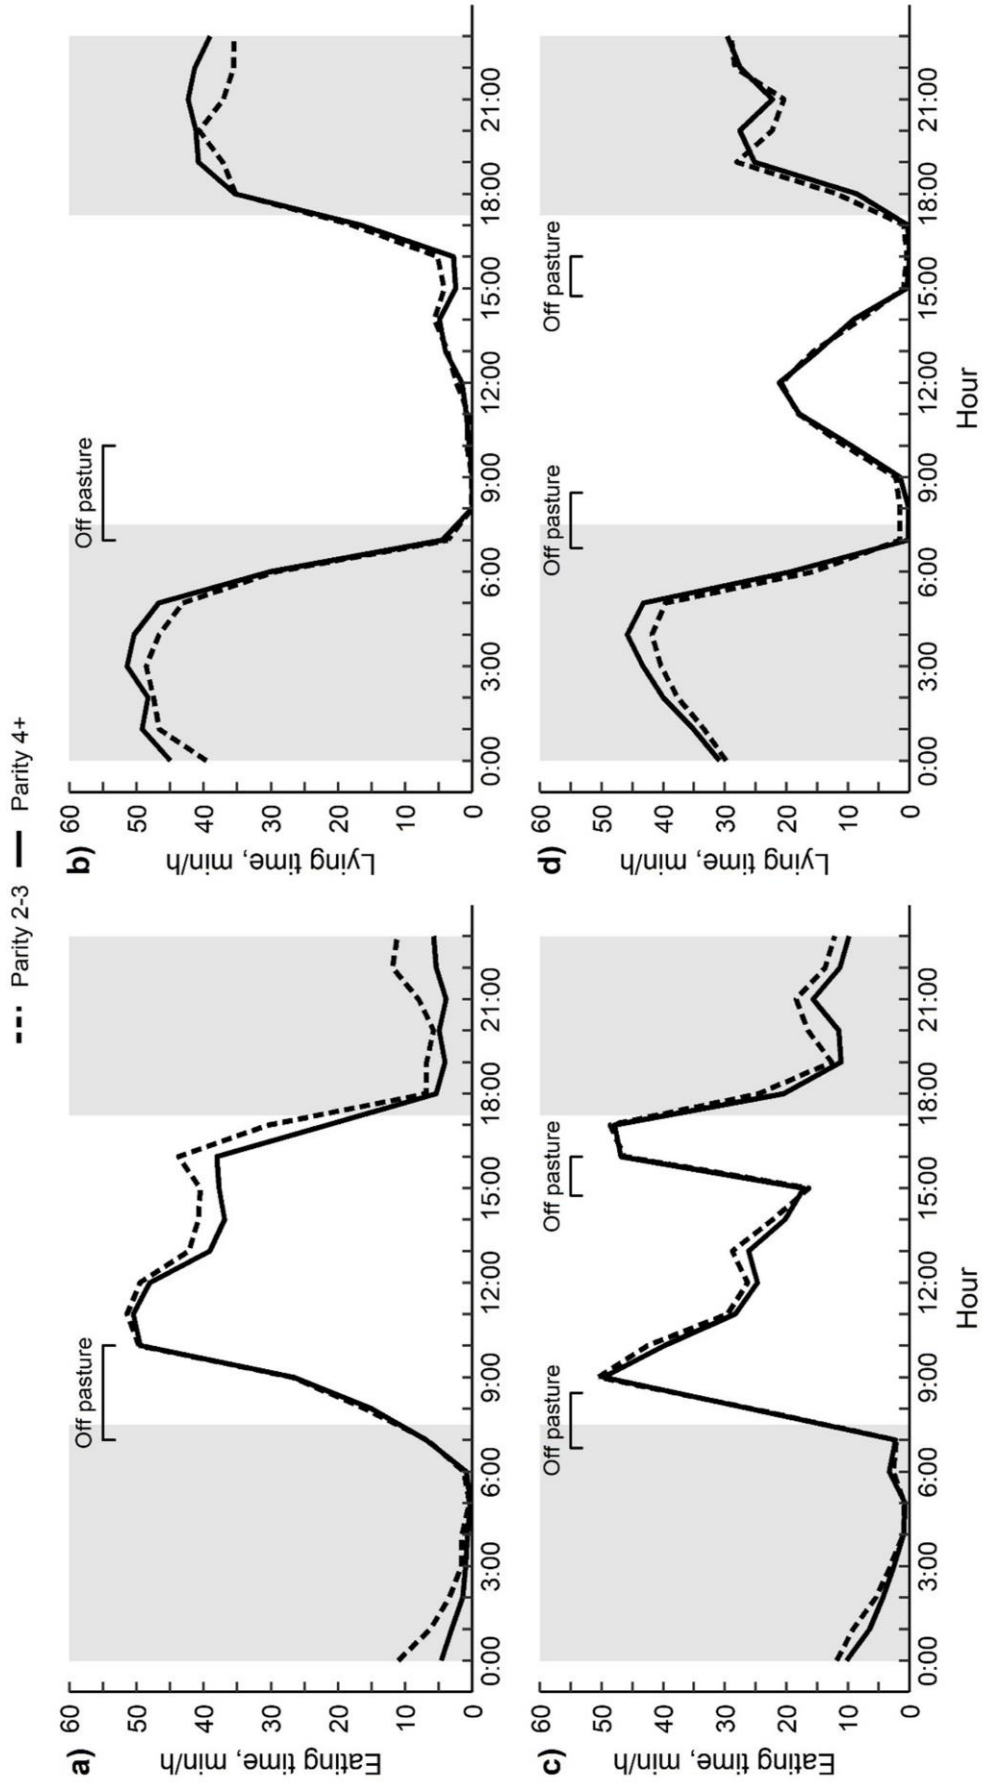 Parity 2-3 Parity 4+
a)
Eating time, min/h
60
50
40
30
20
10
0
Off pasture
0:00 3:00 6:00 9:00 12:00 15:00 18:00 21:00
b)
Lying time, min/h
60
50
40
30
20
10
0
Off pasture
0:00 3:00 6:00 9:00 12:00 15:00 18:00 21:00
c)
Eating time, min/h
60
50
40
30
20
10
0
Off pasture Off pasture
0:00 3:00 6:00 9:00 12:00 15:00 18:00 21:00
Hour
d)
Lying time, min/h
60
50
40
30
20
10
0
Off pasture Off pasture
0:00 3:00 6:00 9:00 12:00 15:00 18:00 21:00
Hour